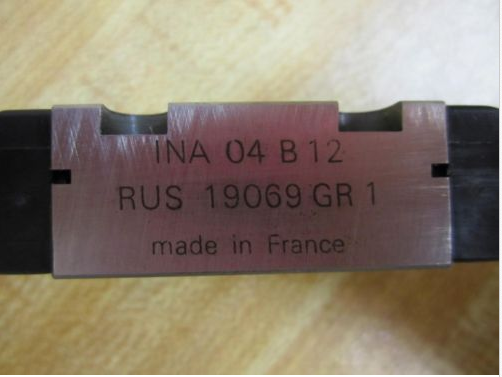 INA 04 B 12
RUS 19069 GR 1
made in France